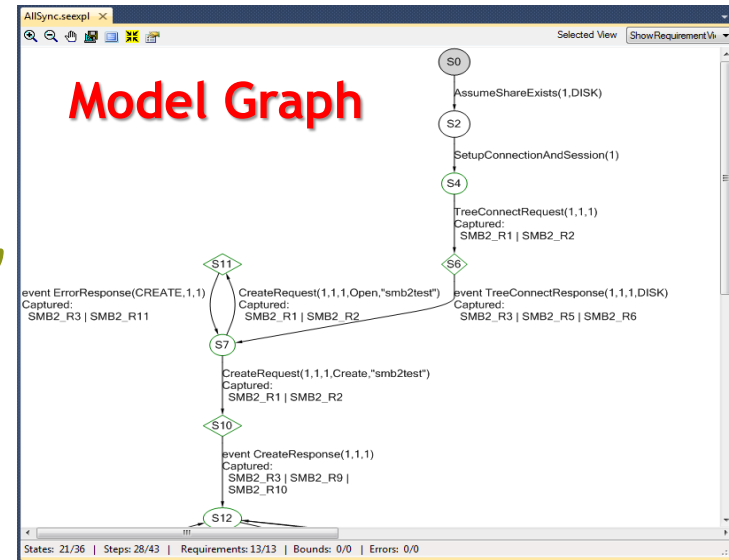 AllSync.seexpl
Selected View ShowRequirementVi
S0
Model Graph
AssumeShareExists(1,DISK)
S2
SetupConnectionAndSession(1)
S4
TreeConnectRequest(1,1,1)
Captured:
SMB2_R1 | SMB2_R2
S11
S6
event ErrorResponse(CREATE,1,1)
Captured:
SMB2_R3 | SMB2_R11
CreateRequest(1,1,1,Open,"smb2test")
Captured:
SMB2_R1 | SMB2_R2
event TreeConnectResponse(1,1,1,DISK)
Captured:
SMB2_R3 | SMB2_R5 | SMB2_R6
S7
CreateRequest(1,1,1,Create,"smb2test")
Captured:
SMB2_R1 | SMB2_R2
S10
event CreateResponse(1,1,1)
Captured:
SMB2_R3 | SMB2_R9 |
SMB2_R10
S12
States: 21/36 | Steps: 28/43 | Requirements: 13/13 | Bounds: 0/0 | Errors: 0/0